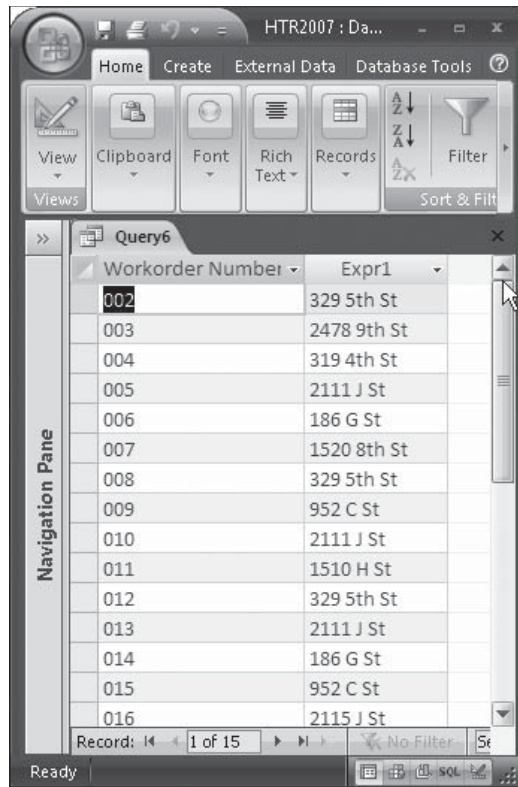 HTR2007 : Da...
Home Create External Data Database Tools
View Clipboard Font Rich Text Records Filter
Views Sort & Filt
Query6
Workorder Number Expr1
002 329 5th St
003 2478 9th St
004 319 4th St
005 2111 J St
006 186 G St
007 1520 8th St
008 329 5th St
009 952 C St
010 2111 J St
011 1510 H St
012 329 5th St
013 2111 J St
014 186 G St
015 952 C St
016 2115 J St
Navigation Pane
Record: 1 of 15 No Filter Se
Ready SQL